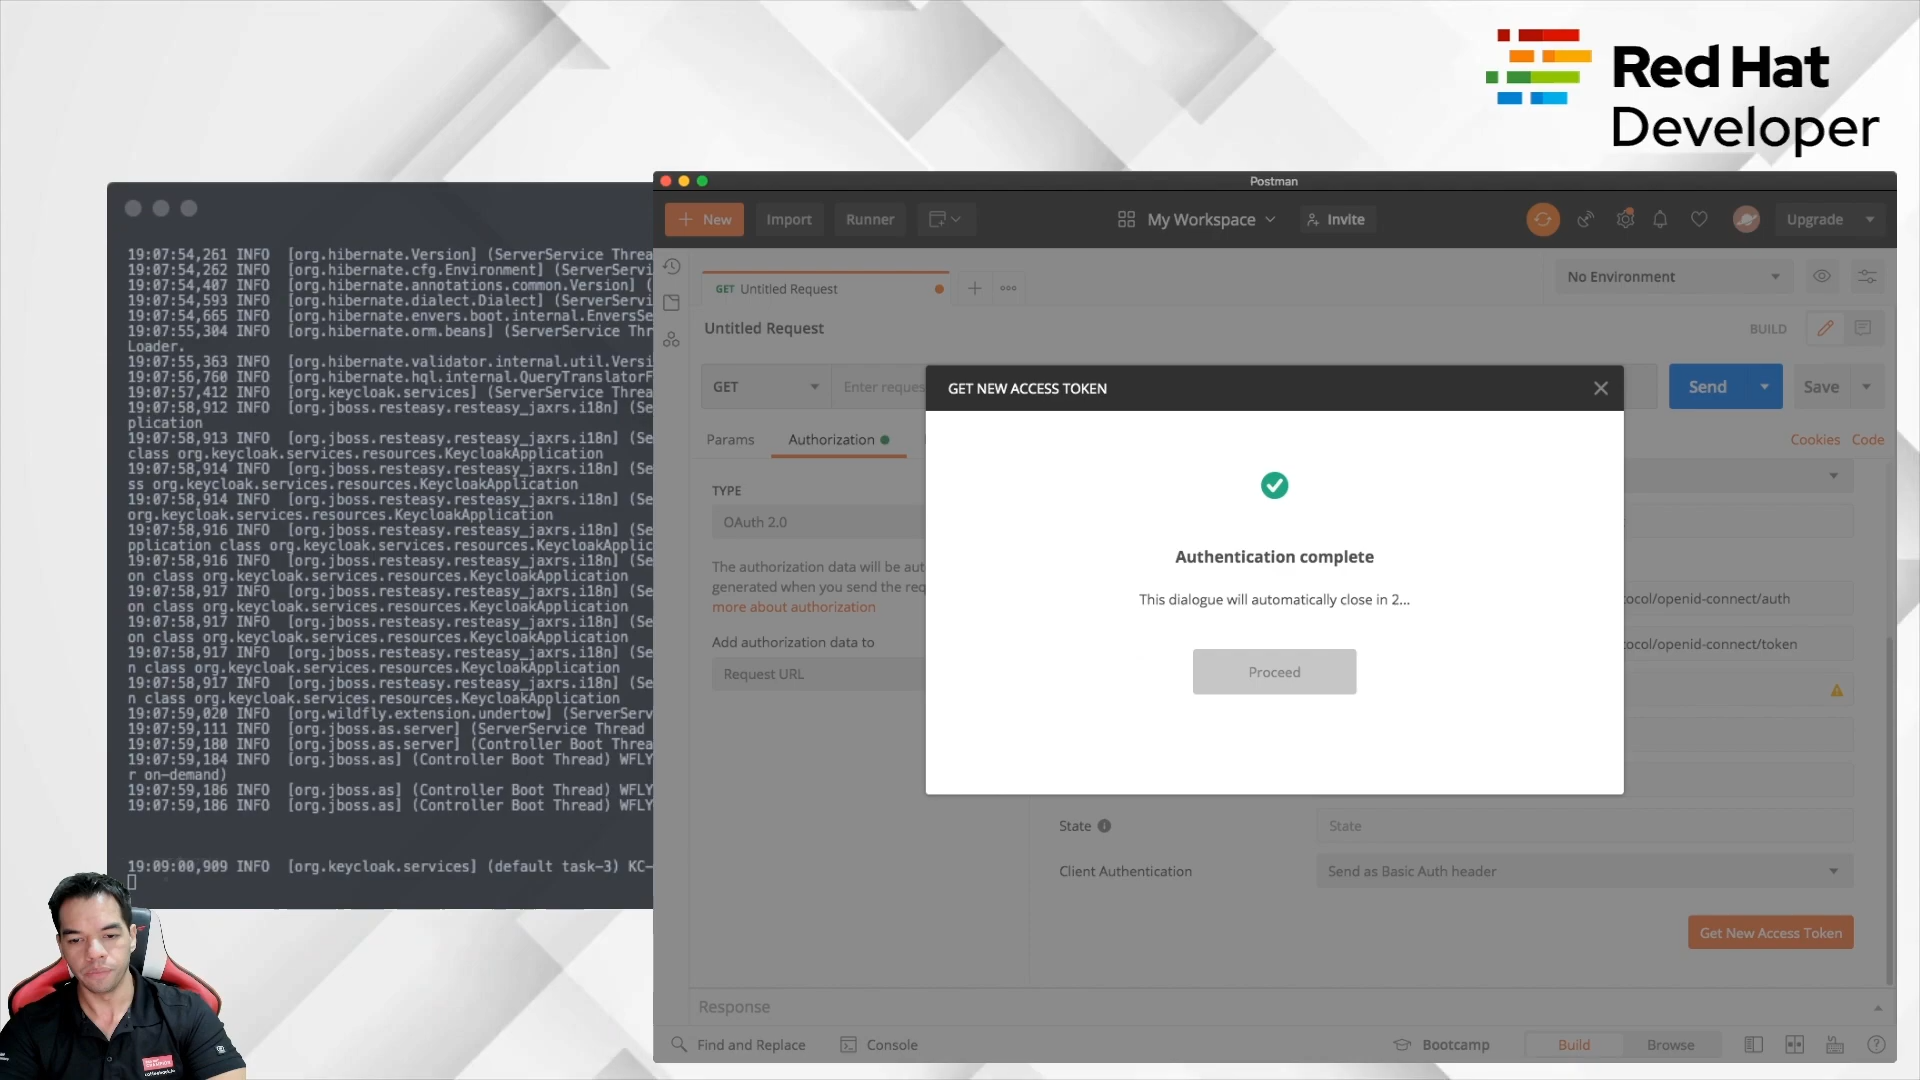 Red Hat
Developer
19:07:54,261 INFO [org.hibernate.Version] (ServerService Threa
19:07:54,262 INFO [org.hibernate.cfg.Environment] (ServerServi
19:07:54,407 INFO [org.hibernate.annotations.common.Version] (
19:07:54,593 INFO [org.hibernate.dialect.Dialect] (ServerServi
19:07:54,665 INFO [org.hibernate.envers.boot.internal.EnversSe
19:07:55,304 INFO [org.hibernate.orm.beans] (ServerService Thr
Loader.
19:07:55,363 INFO [org.hibernate.validator.internal.util.Versi
19:07:56,760 INFO [org.hibernate.hql.internal.QueryTranslatorF
19:07:57,412 INFO [org.keycloak.services] (ServerService Threa
19:07:58,912 INFO [org.jboss.resteasy.resteasy_jaxrs.i18n] (Se
plication
19:07:58,913 INFO [org.jboss.resteasy.resteasy_jaxrs.i18n] (Se
class org.keycloak.services.resources.KeycloakApplication
19:07:58,914 INFO [org.jboss.resteasy.resteasy_jaxrs.i18n] (Se
ss org.keycloak.services.resources.KeycloakApplication
19:07:58,914 INFO [org.jboss.resteasy.resteasy_jaxrs.i18n] (Se
org.keycloak.services.resources.KeycloakApplication
19:07:58,916 INFO [org.jboss.resteasy.resteasy_jaxrs.i18n] (Se
pplication class org.keycloak.services.resources.KeycloakApplic
19:07:58,916 INFO [org.jboss.resteasy.resteasy_jaxrs.i18n] (Se
on class org.keycloak.services.resources.KeycloakApplication
19:07:58,917 INFO [org.jboss.resteasy.resteasy_jaxrs.i18n] (Se
on class org.keycloak.services.resources.KeycloakApplication
19:07:58,917 INFO [org.jboss.resteasy.resteasy_jaxrs.i18n] (Se
on class org.keycloak.services.resources.KeycloakApplication
19:07:58,917 INFO [org.jboss.resteasy.resteasy_jaxrs.i18n] (Se
n class org.keycloak.services.resources.KeycloakApplication
19:07:58,917 INFO [org.jboss.resteasy.resteasy_jaxrs.i18n] (Se
n class org.keycloak.services.resources.KeycloakApplication
19:07:59,020 INFO [org.wildfly.extension.undertow] (ServerServ
19:07:59,111 INFO [org.jboss.as.server] (ServerService Thread
19:07:59,180 INFO [org.jboss.as.server] (Controller Boot Threa
19:07:59,184 INFO [org.jboss.as] (Controller Boot Thread) WFLY
r on-demand)
19:07:59,186 INFO [org.jboss.as] (Controller Boot Thread) WFLY
19:07:59,186 INFO [org.jboss.as] (Controller Boot Thread) WFLY
19:09:00,909 INFO [org.keycloak.services] (default task-3) KC-
Postman
New Import Runner My Workspace Invite Upgrade
GET Untitled Request No Environment
Untitled Request BUILD
GET Enter reques Send Save
Params Authorization Cookies Code
TYPE
OAuth 2.0
The authorization data will be aut
generated when you send the req
more about authorization
Add authorization data to
Request URL
GET NEW ACCESS TOKEN
Authentication complete
This dialogue will automatically close in 2...
Proceed
ocol/openid-connect/auth
ocol/openid-connect/token
State State
Client Authentication Send as Basic Auth header
Get New Access Token
Response
Find and Replace Console Bootcamp Build Browse